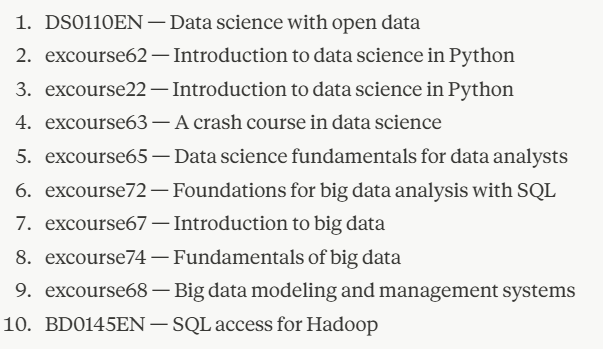 1. DS0110EN — Data science with open data
2. excourse62 — Introduction to data science in Python
3. excourse22 — Introduction to data science in Python
4. excourse63 — A crash course in data science
5. excourse65 — Data science fundamentals for data analysts
6. excourse72 — Foundations for big data analysis with SQL
7. excourse67 — Introduction to big data
8. excourse74 — Fundamentals of big data
9. excourse68 — Big data modeling and management systems
10. BD0145EN — SQL access for Hadoop